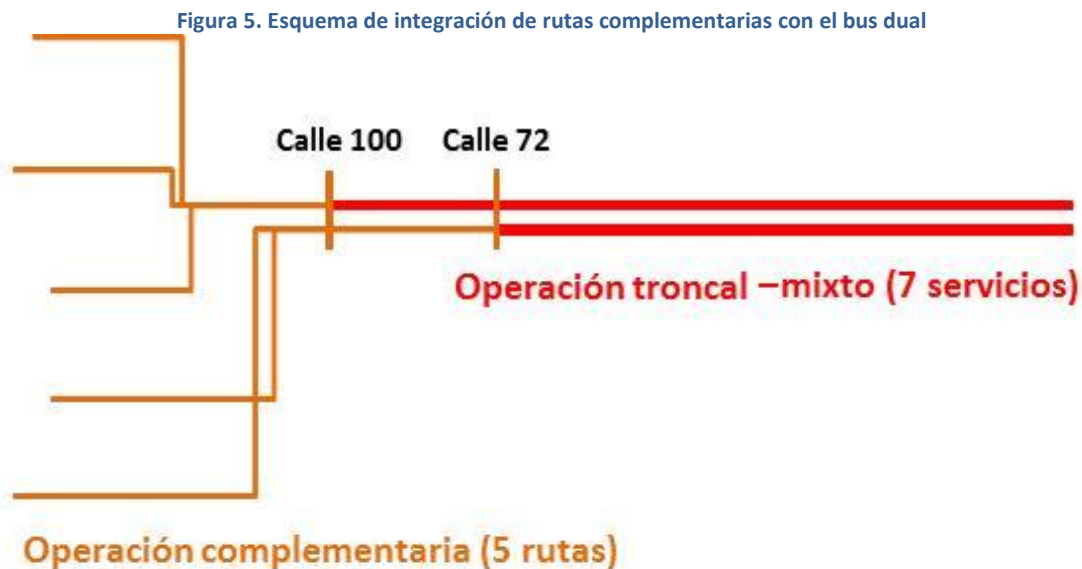 Figura 5. Esquema de integración de rutas complementarias con el bus dual
Calle 100 Calle 72
Operación troncal –mixto (7 servicios)
Operación complementaria (5 rutas)